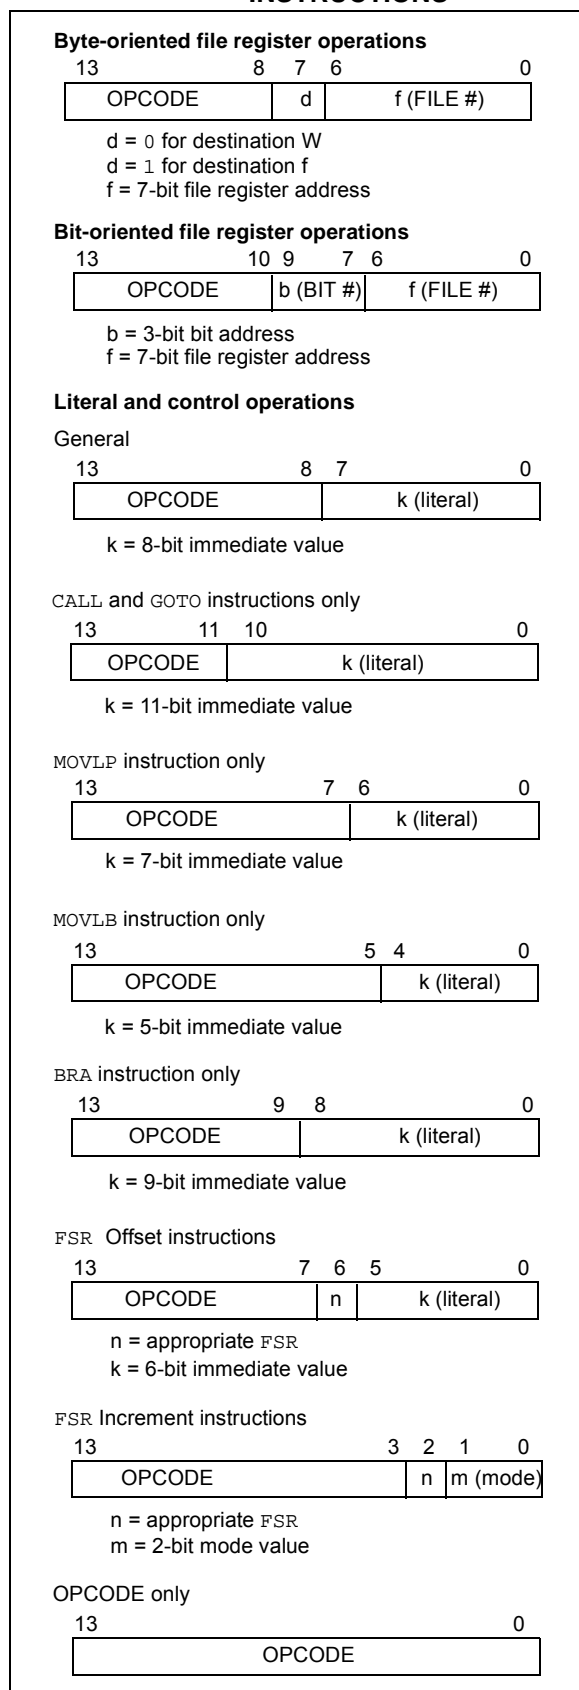 INSTRUCTIONS
Byte-oriented file register operations
13 8 7 6 0
OPCODE d f (FILE #)
d = 0 for destination W
d = 1 for destination f
f = 7-bit file register address
Bit-oriented file register operations
13 10 9 7 6 0
OPCODE b (BIT #) f (FILE #)
b = 3-bit bit address
f = 7-bit file register address
Literal and control operations
General
13 8 7 0
OPCODE k (literal)
k = 8-bit immediate value
CALL and GOTO instructions only
13 11 10 0
OPCODE k (literal)
k = 11-bit immediate value
MOVLP instruction only
13 7 6 0
OPCODE k (literal)
k = 7-bit immediate value
MOVLB instruction only
13 5 4 0
OPCODE k (literal)
k = 5-bit immediate value
BRA instruction only
13 9 8 0
OPCODE k (literal)
k = 9-bit immediate value
FSR Offset instructions
13 7 6 5 0
OPCODE n k (literal)
n = appropriate FSR
k = 6-bit immediate value
FSR Increment instructions
13 3 2 1 0
OPCODE n m (mode)
n = appropriate FSR
m = 2-bit mode value
OPCODE only
13 0
OPCODE